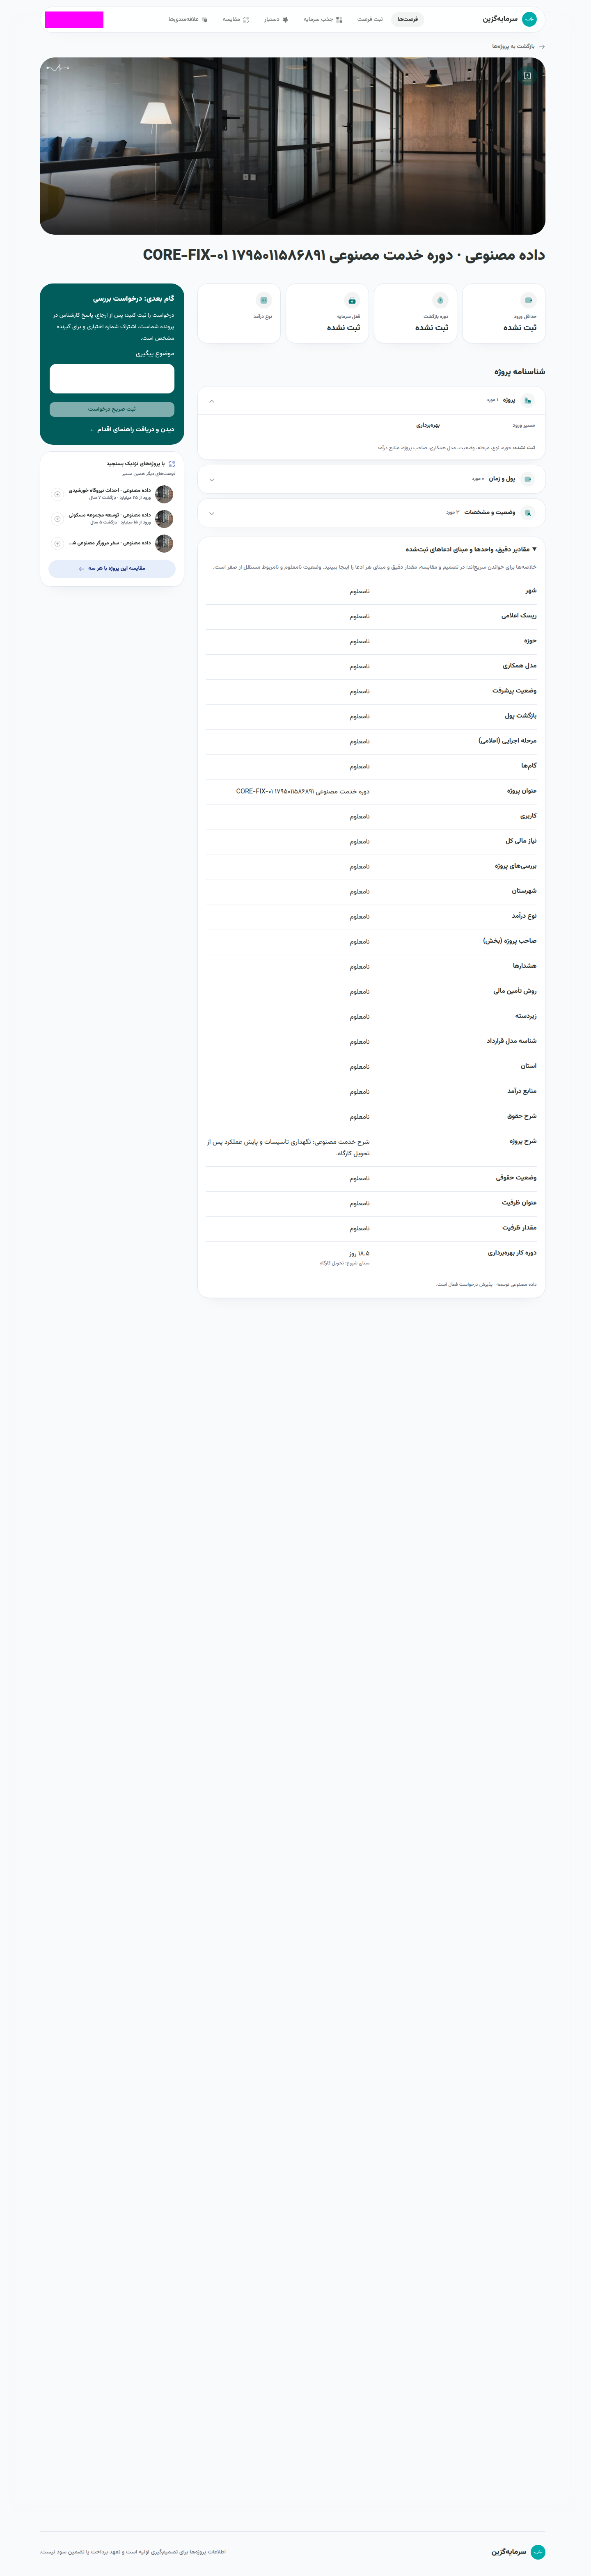 سرمایه‌گزین
فرصت‌ها
ثبت فرصت
جذب سرمایه
دستیار
مقایسه
علاقه‌مندی‌ها
بازگشت به پروژه‌ها
داده مصنوعی · دوره خدمت مصنوعی CORE-FIX-۰۱ ۱۷۹۵۰۱۱۵۸۶۸۹۱
حداقل ورود
ثبت نشده
دوره بازگشت
ثبت نشده
قفل سرمایه
ثبت نشده
نوع درآمد
شناسنامه پروژه
پروژه ۱ مورد
مسیر ورود
بهره‌برداری
ثبت نشده: حوزه، نوع، مرحله، وضعیت، مدل همکاری، صاحب پروژه، منابع درآمد
پول و زمان ۰ مورد
وضعیت و مشخصات ۳ مورد
مقادیر دقیق، واحدها و مبنای ادعاهای ثبت‌شده
خلاصه‌ها برای خواندن سریع‌اند؛ در تصمیم و مقایسه، مقدار دقیق و مبنای هر ادعا را اینجا ببینید. وضعیت نامعلوم و نامربوط مستقل از صفر است.
شهر
نامعلوم
ریسک اعلامی
نامعلوم
حوزه
نامعلوم
مدل همکاری
نامعلوم
وضعیت پیشرفت
نامعلوم
بازگشت پول
نامعلوم
مرحله اجرایی (اعلامی)
نامعلوم
گام‌ها
نامعلوم
عنوان پروژه
دوره خدمت مصنوعی CORE-FIX-۰۱ ۱۷۹۵۰۱۱۵۸۶۸۹۱
کاربری
نامعلوم
نیاز مالی کل
نامعلوم
بررسی‌های پروژه
نامعلوم
شهرستان
نامعلوم
نوع درآمد
نامعلوم
صاحب پروژه (بخش)
نامعلوم
هشدارها
نامعلوم
روش تأمین مالی
نامعلوم
زیردسته
نامعلوم
شناسه مدل قرارداد
نامعلوم
استان
نامعلوم
منابع درآمد
نامعلوم
شرح حقوق
نامعلوم
شرح پروژه
شرح خدمت مصنوعی: نگهداری تاسیسات و پایش عملکرد پس از
تحویل کارگاه.
وضعیت حقوقی
نامعلوم
عنوان ظرفیت
نامعلوم
مقدار ظرفیت
نامعلوم
دوره کار بهره‌برداری
۱۸.۵ روز
مبنای شروع: تحویل کارگاه
داده مصنوعی توسعه · پذیرش درخواست فعال است.
گام بعدی: درخواست بررسی
درخواست را ثبت کنید؛ پس از ارجاع، پاسخ کارشناس در
پرونده شماست. اشتراک شماره اختیاری و برای گیرنده
مشخص است.
موضوع پیگیری
ثبت صریح درخواست
دیدن و دریافت راهنمای اقدام ←
با پروژه‌های نزدیک بسنجید
فرصت‌های دیگر همین مسیر
داده مصنوعی · احداث نیروگاه خورشیدی
ورود از ۲۵ میلیارد · بازگشت ۷ سال
داده مصنوعی · توسعه مجموعه مسکونی
ورود از ۱۵ میلیارد · بازگشت ۵ سال
داده مصنوعی · سفر مرورگر مصنوعی ۵...
مقایسه این پروژه با هر سه
سرمایه‌گزین
اطلاعات پروژه‌ها برای تصمیم‌گیری اولیه است و تعهد پرداخت یا تضمین سود نیست.